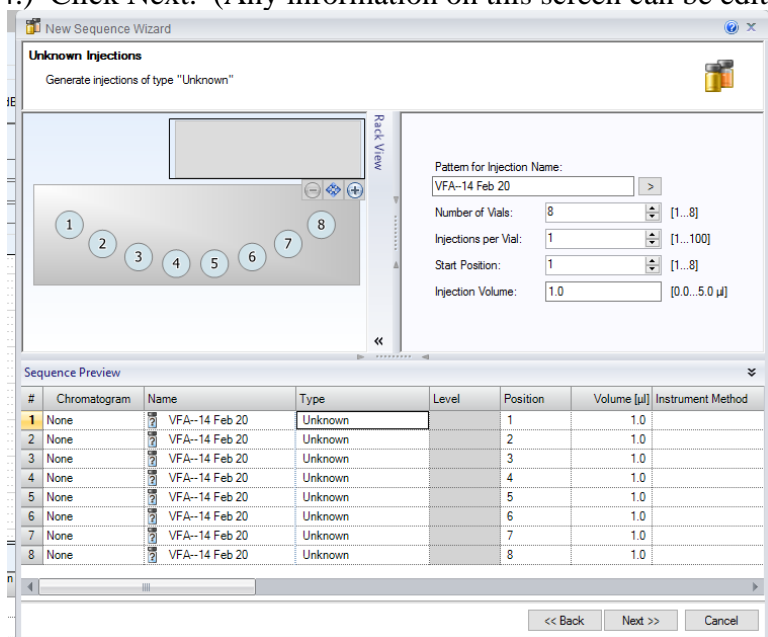 4.) Click Next. (Any information on this screen can be edit
New Sequence Wizard
Unknown Injections
Generate injections of type "Unknown"
Rack View
1 2 3 4 5 6 7 8
Pattern for Injection Name:
VFA--14 Feb 20 >
Number of Vials: 8 [1...8]
Injections per Vial: 1 [1...100]
Start Position: 1 [1...8]
Injection Volume: 1.0 [0.0...5.0 µl]
Sequence Preview
# Chromatogram Name Type Level Position Volume [µl] Instrument Method
1 None VFA--14 Feb 20 Unknown 1 1.0
2 None VFA--14 Feb 20 Unknown 2 1.0
3 None VFA--14 Feb 20 Unknown 3 1.0
4 None VFA--14 Feb 20 Unknown 4 1.0
5 None VFA--14 Feb 20 Unknown 5 1.0
6 None VFA--14 Feb 20 Unknown 6 1.0
7 None VFA--14 Feb 20 Unknown 7 1.0
8 None VFA--14 Feb 20 Unknown 8 1.0
<< Back Next >> Cancel